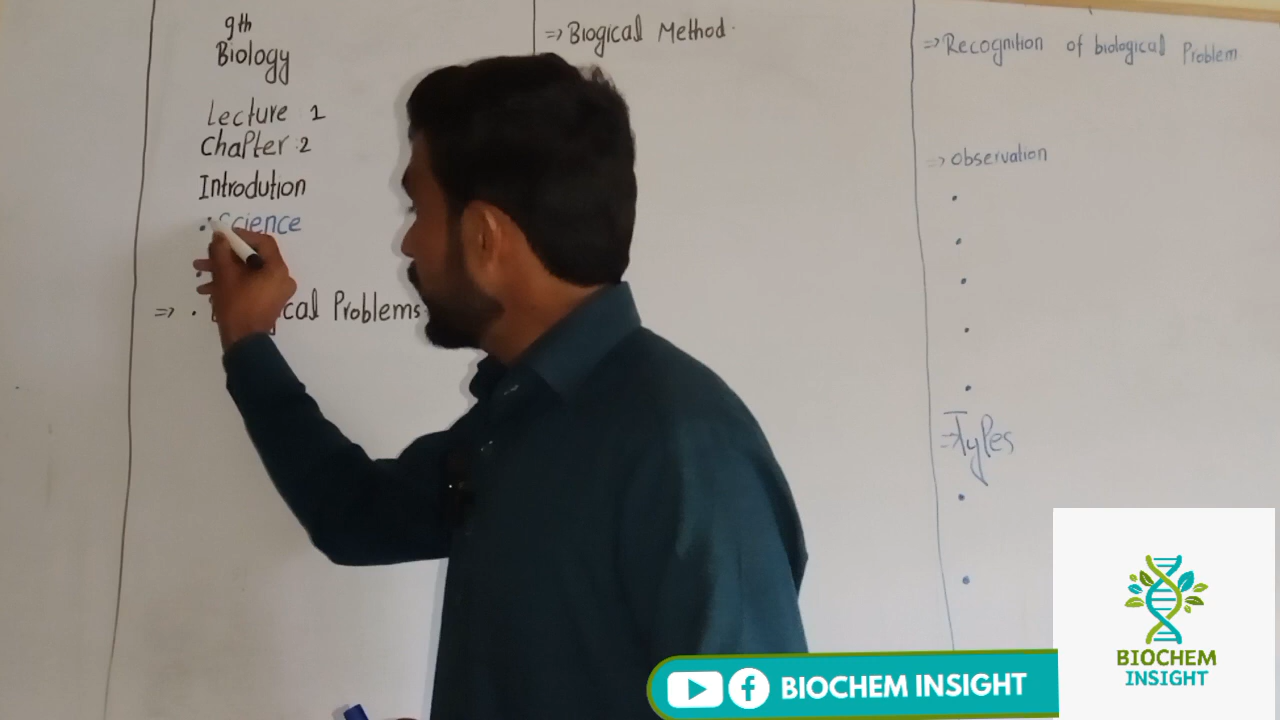 9th
Biology
Lecture 1
Chapter .2
Introdution
. Science
=> . cal Problems
=> Biogical Method.
=> Recognition of biological Problem
=> Observation
=> Types
BIOCHEM INSIGHT
BIOCHEM
INSIGHT